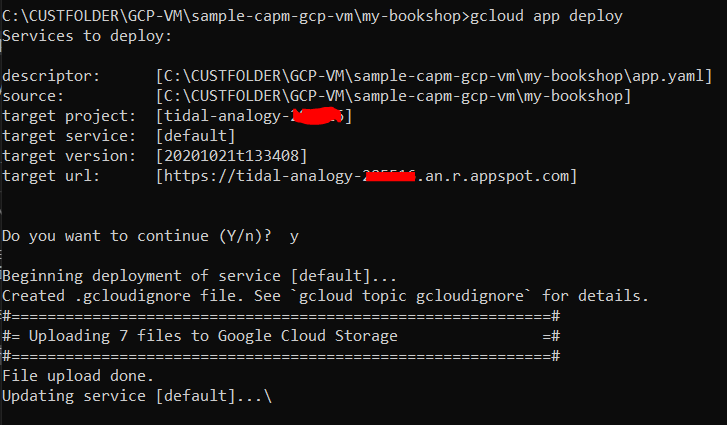 C:\CUSTFOLDER\GCP-VM\sample-capm-gcp-vm\my-bookshop>gcloud app deploy
Services to deploy:
descriptor: [C:\CUSTFOLDER\GCP-VM\sample-capm-gcp-vm\my-bookshop\app.yaml]
source: [C:\CUSTFOLDER\GCP-VM\sample-capm-gcp-vm\my-bookshop]
target project: [tidal-analogy-]
target service: [default]
target version: [20201021t133408]
target url: [https://tidal-analogy-.an.r.appspot.com]
Do you want to continue (Y/n)? y
Beginning deployment of service [default]...
Created .gcloudignore file. See `gcloud topic gcloudignore` for details.
#============================================================#
#= Uploading 7 files to Google Cloud Storage =#
#============================================================#
File upload done.
Updating service [default]...\